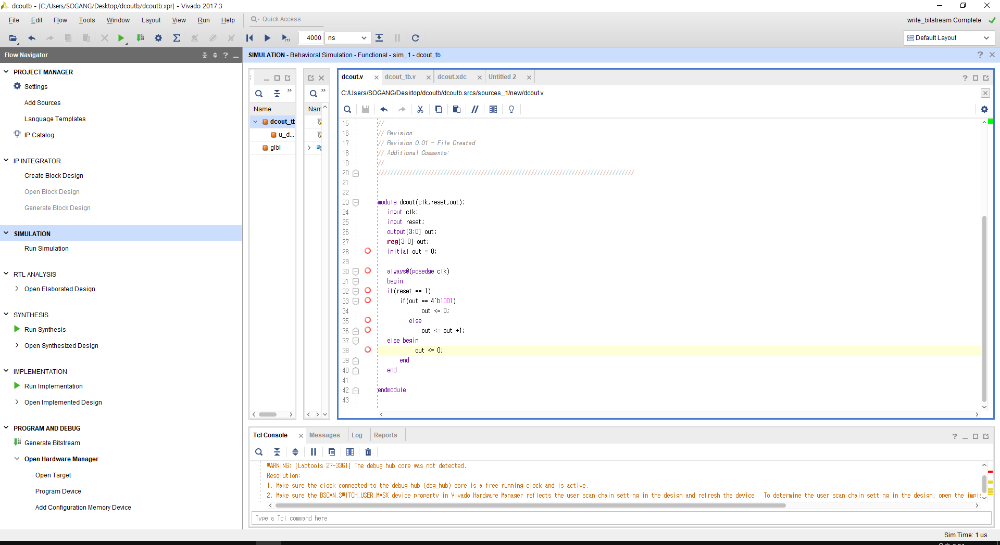 dcoutb - [C:/Users/SOGANG/Desktop/dcoutb/dcoutb.xpr] - Vivado 2017.3
File Edit Flow Tools Window Layout View Run Help Quick Access
write_bitstream Complete
4000 ns
Default Layout
Flow Navigator
PROJECT MANAGER
Settings
Add Sources
Language Templates
IP Catalog
IP INTEGRATOR
Create Block Design
Open Block Design
Generate Block Design
SIMULATION
Run Simulation
RTL ANALYSIS
Open Elaborated Design
SYNTHESIS
Run Synthesis
Open Synthesized Design
IMPLEMENTATION
Run Implementation
Open Implemented Design
PROGRAM AND DEBUG
Generate Bitstream
Open Hardware Manager
Open Target
Program Device
Add Configuration Memory Device
SIMULATION - Behavioral Simulation - Functional - sim_1 - dcout_tb
Name
dcout_tb
u_d...
glbl
Nam
dcout.v dcout_tb.v dcout.xdc Untitled 2
C:/Users/SOGANG/Desktop/dcoutb/dcoutb.srcs/sources_1/new/dcout.v
15 //
16 // Revision:
17 // Revision 0.01 - File Created
18 // Additional Comments:
19 //
20 //////////////////////////////////////////////////////////////////////////////////
21
22
23 module dcout(clk,reset,out);
24 input clk;
25 input reset;
26 output[3:0] out;
27 reg[3:0] out;
28 initial out = 0;
29
30 always@(posedge clk)
31 begin
32 if(reset == 1)
33 if(out == 4'b1001)
34 out <= 0;
35 else
36 out <= out +1;
37 else begin
38 out <= 0;
39 end
40 end
41
42 endmodule
43
Tcl Console Messages Log Reports
WARNING: [Labtools 27-3361] The debug hub core was not detected.
Resolution:
1. Make sure the clock connected to the debug hub (dbg_hub) core is a free running clock and is active.
2. Make sure the BSCAN_SWITCH_USER_MASK device property in Vivado Hardware Manager reflects the user scan chain setting in the design and refresh the device.  To determine the user scan chain setting in the design, open the imple
Type a Tcl command here
Sim Time: 1 us